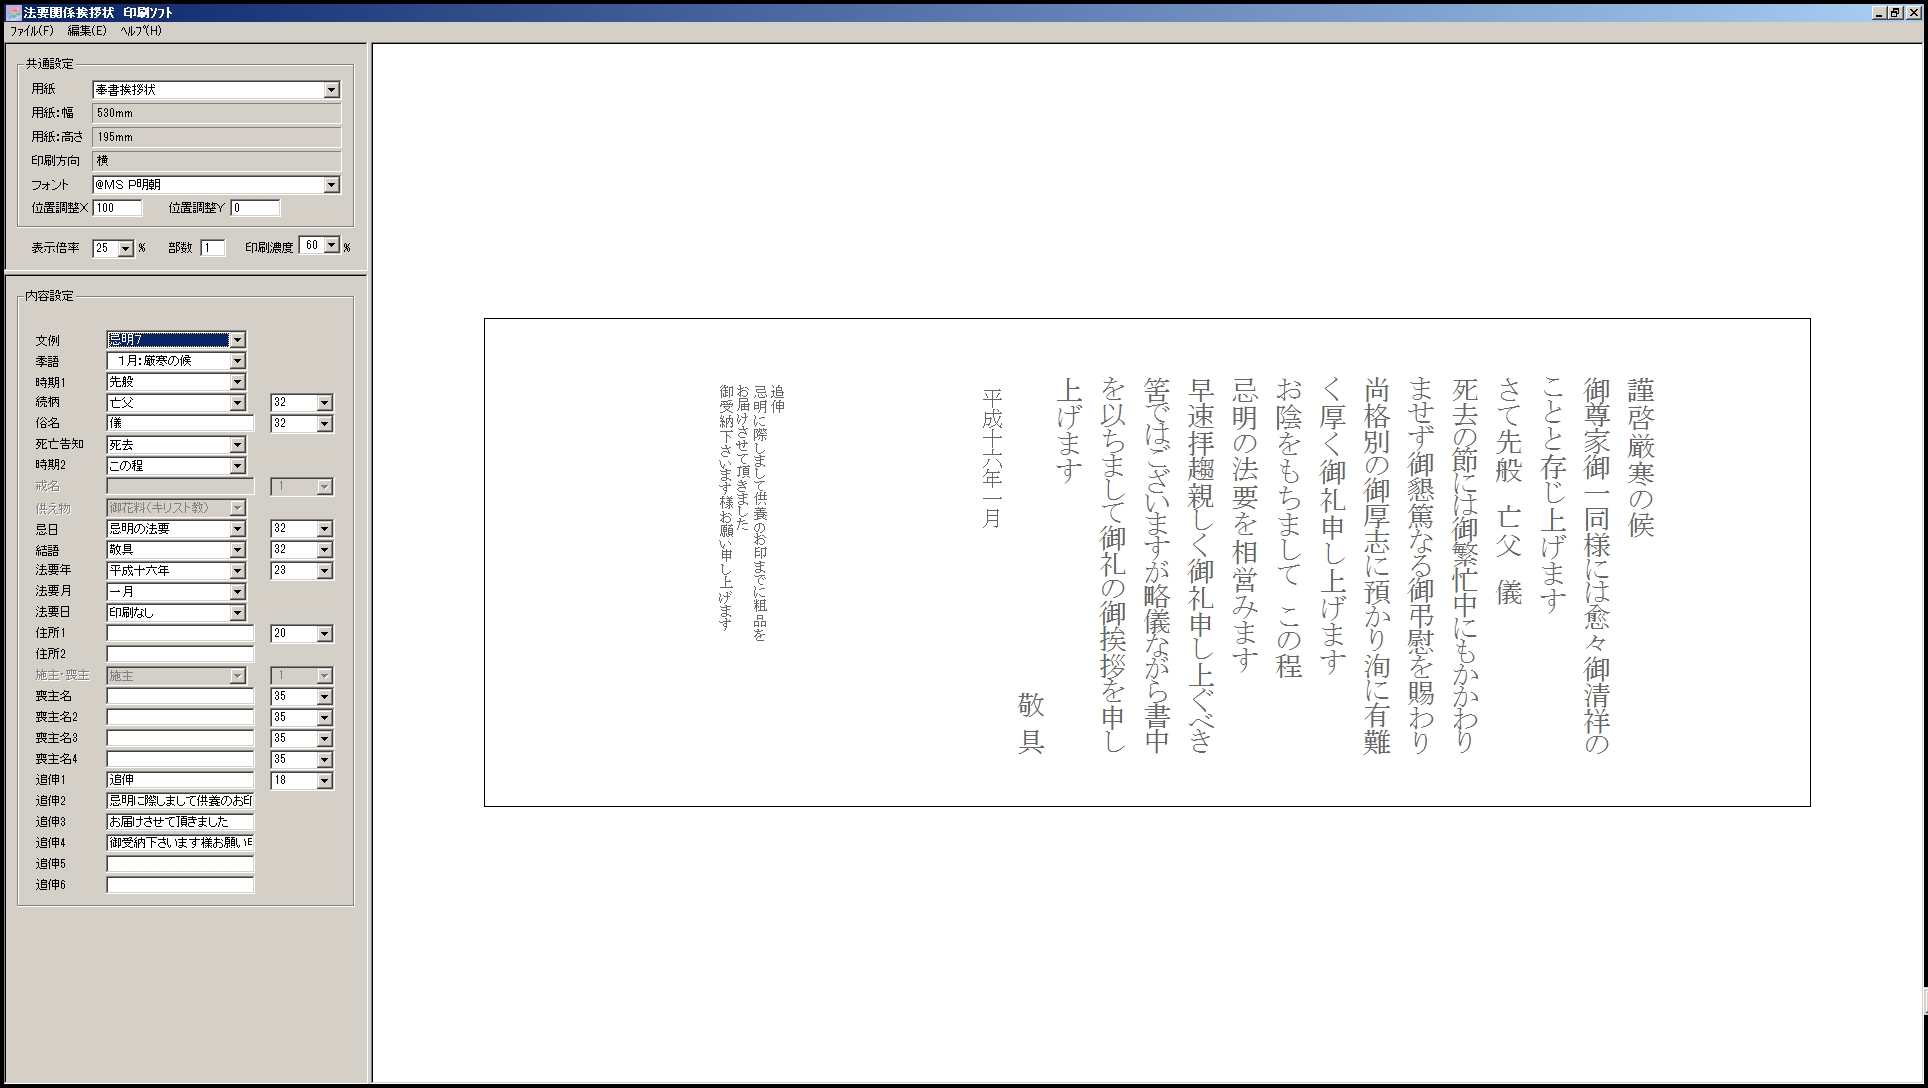 法要関係挨拶状 印刷ソフト
ファイル(F) 編集(E) ヘルプ(H)
共通設定
用紙 奉書挨拶状
用紙:幅 530mm
用紙:高さ 195mm
印刷方向 横
フォント @MS P明朝
位置調整X 100 位置調整Y 0
表示倍率 25 % 部数 1 印刷濃度 60 %
内容設定
文例 忌明7
季語 1月:厳寒の候
時期1 先般
続柄 亡父 32
俗名 儀 32
死亡告知 死去
時期2 この程
戒名 1
供え物 御花料(キリスト教)
忌日 忌明の法要 32
結語 敬具 32
法要年 平成十六年 23
法要月 一月
法要日 印刷なし
住所1 20
住所2
施主・喪主 施主 1
喪主名 35
喪主名2 35
喪主名3 35
喪主名4 35
追伸1 追伸 18
追伸2 忌明に際しまして供養のお印
追伸3 お届けさせて頂きました
追伸4 御受納下さいます様お願い申
追伸5
追伸6
謹啓厳寒の候
御尊家御一同様には愈々御清祥の
ことと存じ上げます
さて先般 亡父 儀
死去の節には御繁忙中にもかかわり
ませず御懇篤なる御弔慰を賜わり
尚格別の御厚志に預かり洵に有難
く厚く御礼申し上げます
お陰をもちまして この程
忌明の法要を相営みます
早速拝趨親しく御礼申し上ぐべき
筈ではございますが略儀ながら書中
を以ちまして御礼の御挨拶を申し
上げます
敬具
平成十六年一月
追伸
忌明に際しまして供養のお印までに粗品を
お届けさせて頂きました
御受納下さいます様お願い申し上げます